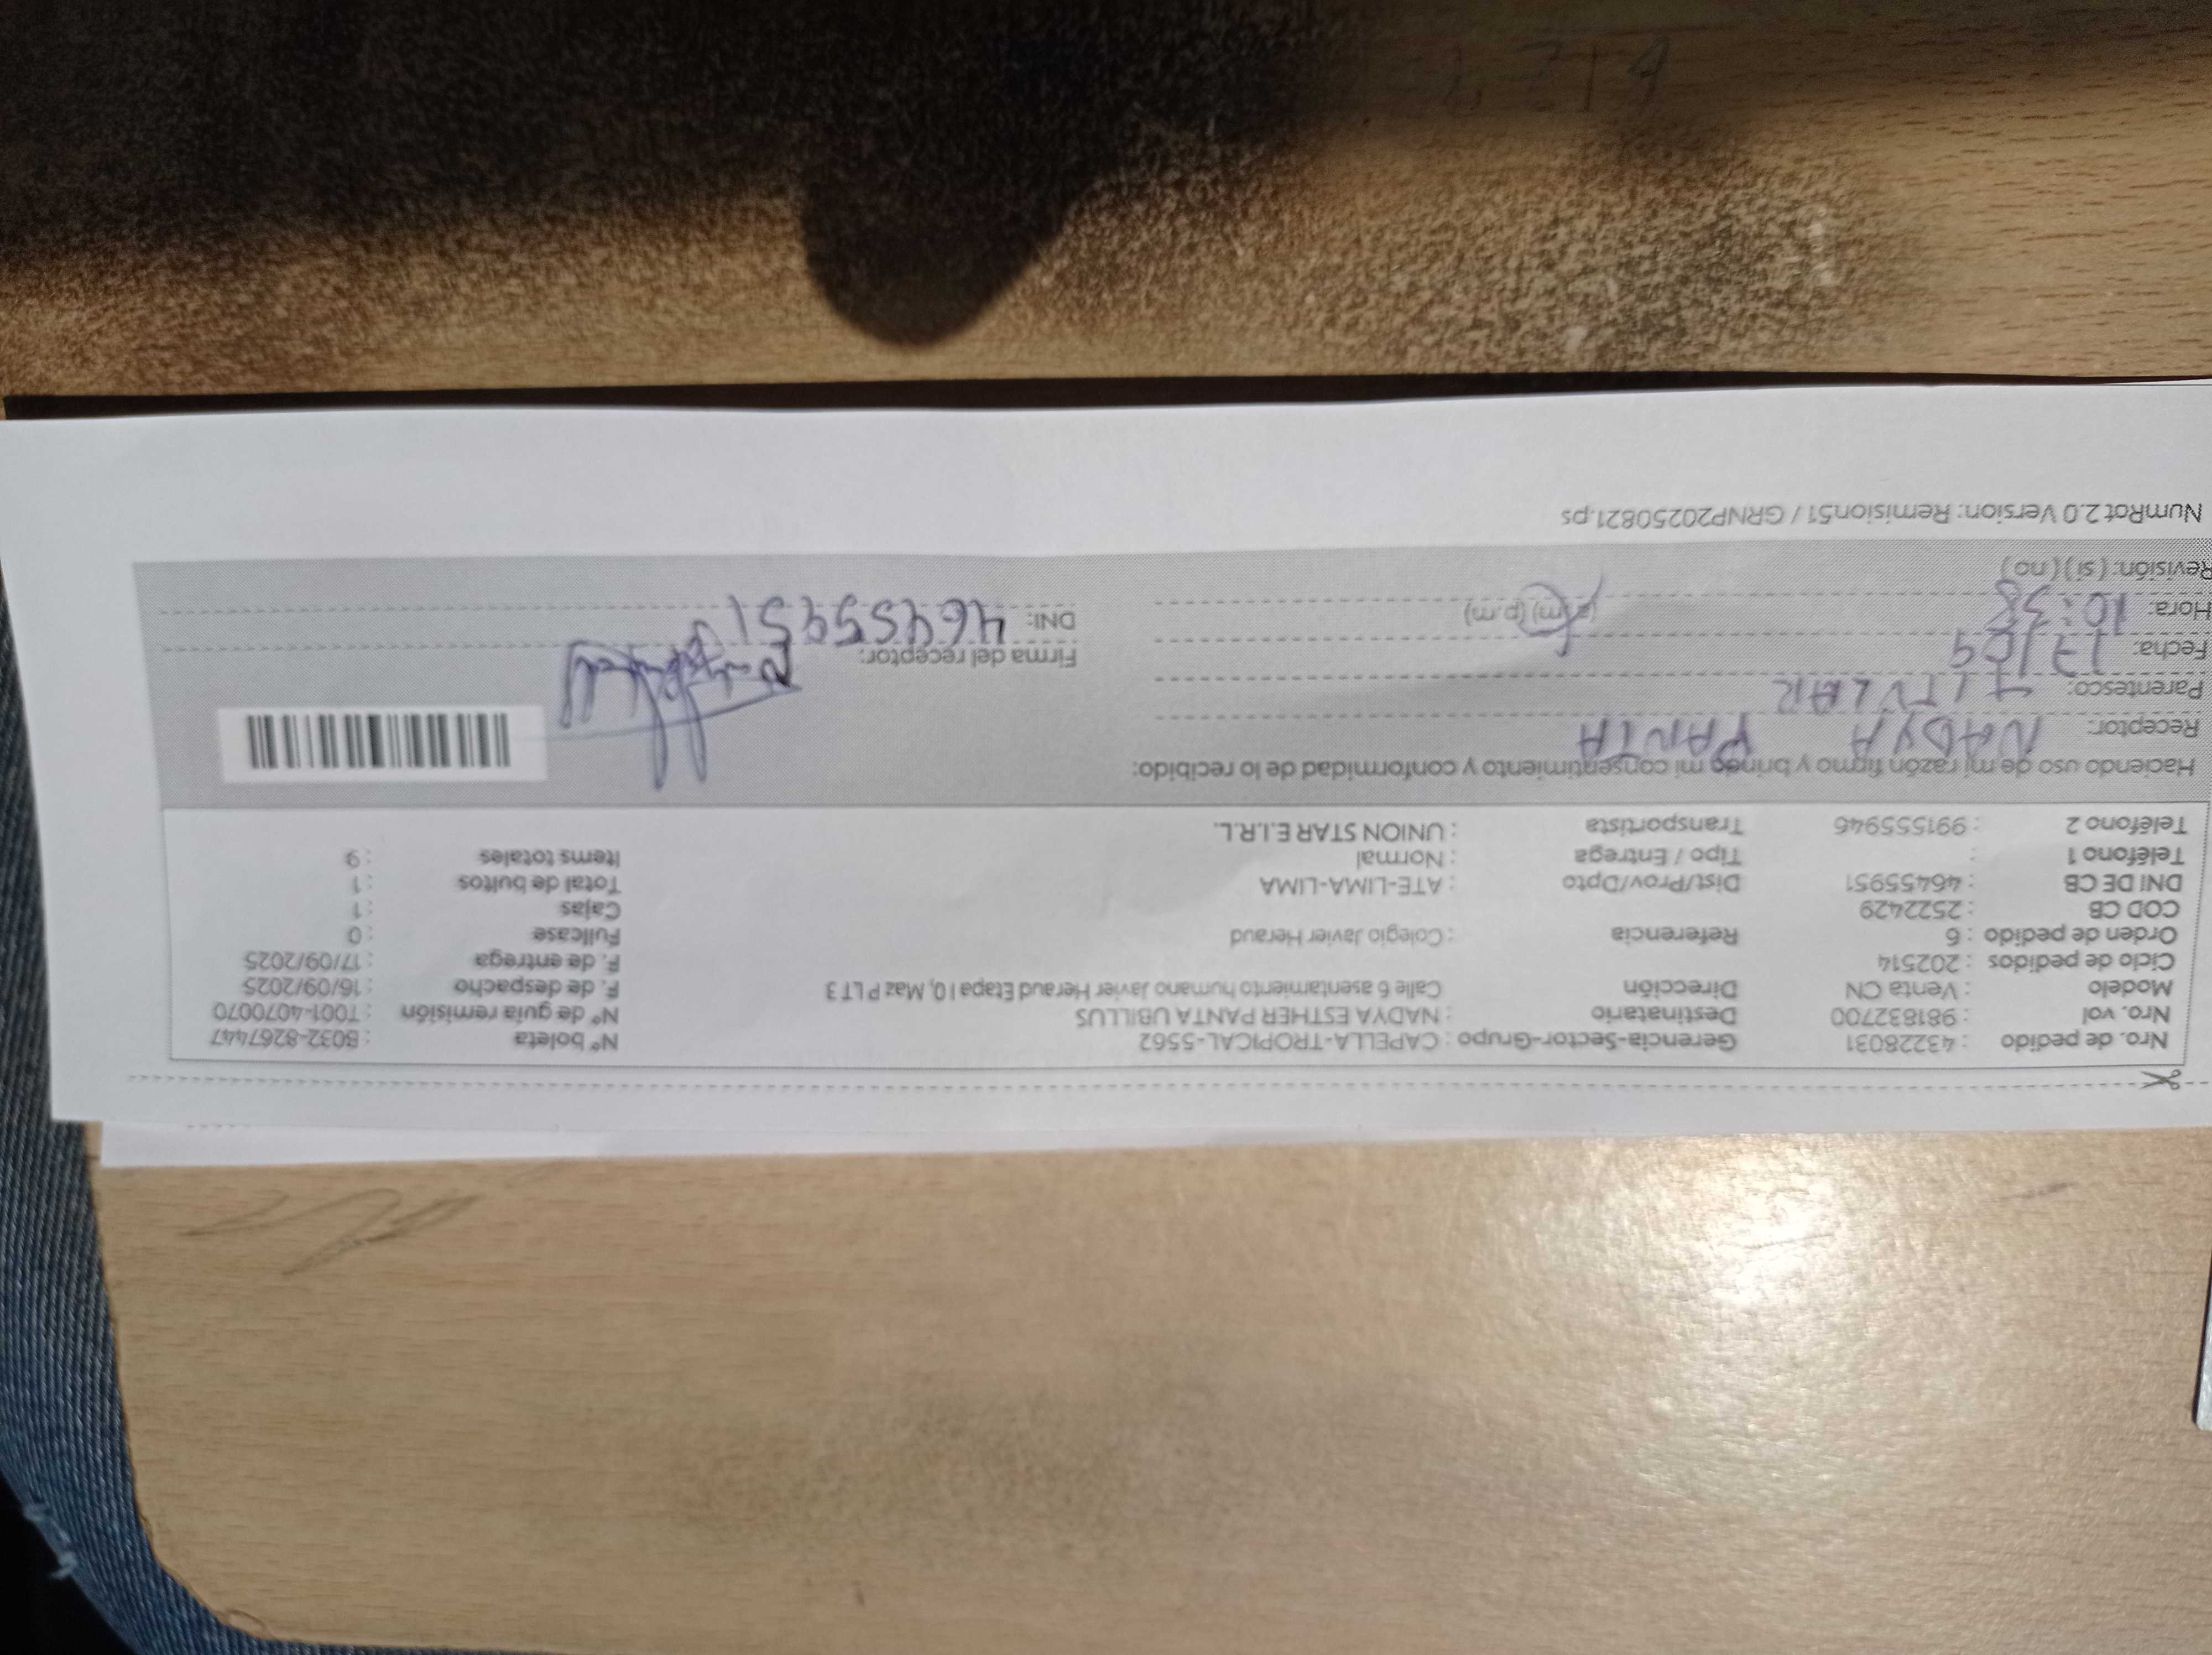 Nro. de pedido : 43228031 Gerencia-Sector-Grupo : CAPELLA-TROPICAL-5562 N° boleta : B032-82674447
Nro. vol : 981832700 Destinatario : NADYA ESTHER PANTA UBILLUS N° de guía remisión : T001-4070070
Modelo : Venta CN Dirección Calle 6 asentamiento humano Javier Heraud Etapa I 0, Maz P LT 3 F. de despacho : 16/09/2025
Ciclo de pedidos : 202514 F. de entrega : 17/09/2025
Orden de pedido : 6 Referencia : Colegio Javier Heraud Fullcase : 0
COD CB : 2522429 Cajas : 1
DNI DE CB : 46455951 Dist/Prov/Dpto : ATE-LIMA-LIMA Total de bultos : 1
Teléfono 1 : Tipo / Entrega : Normal Items totales : 9
Teléfono 2 : 991555946 Transportista : UNION STAR E.I.R.L.
Haciendo uso de mi razón firmo y brindo mi consentimiento y conformidad de lo recibido:
Receptor: NADYA PANTA
Parentesco: TITULAR
Fecha: 17/09 Firma del receptor:
Hora: 10:38 (a.m) (p.m) DNI: 46455951
Revisión: (si) (no)
NumRot 2.0 Version: Remision51 / GRNP20250821.ps